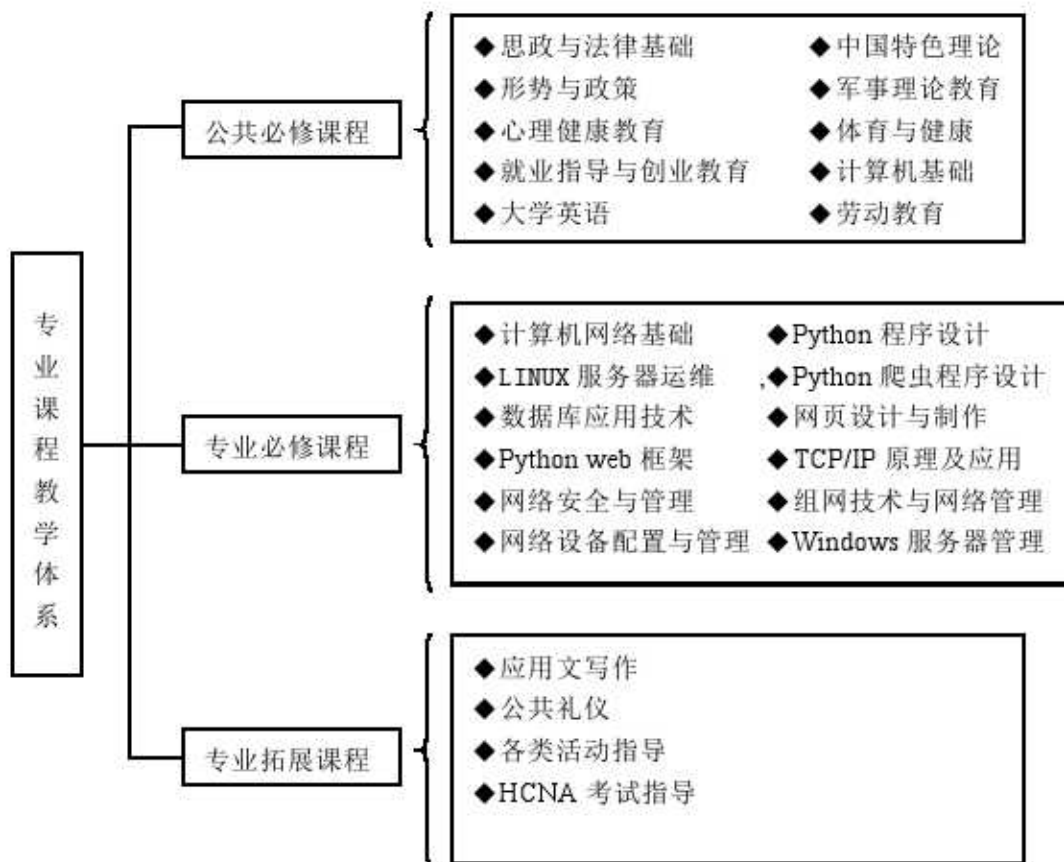 专业课程教学体系
公共必修课程
◆思政与法律基础 ◆中国特色理论
◆形势与政策 ◆军事理论教育
◆心理健康教育 ◆体育与健康
◆就业指导与创业教育 ◆计算机基础
◆大学英语 ◆劳动教育
专业必修课程
◆计算机网络基础 ◆Python 程序设计
◆LINUX 服务器运维 ,◆Python 爬虫程序设计
◆数据库应用技术 ◆网页设计与制作
◆Python web 框架 ◆TCP/IP 原理及应用
◆网络安全与管理 ◆组网技术与网络管理
◆网络设备配置与管理 ◆Windows 服务器管理
专业拓展课程
◆应用文写作
◆公共礼仪
◆各类活动指导
◆HCNA 考试指导